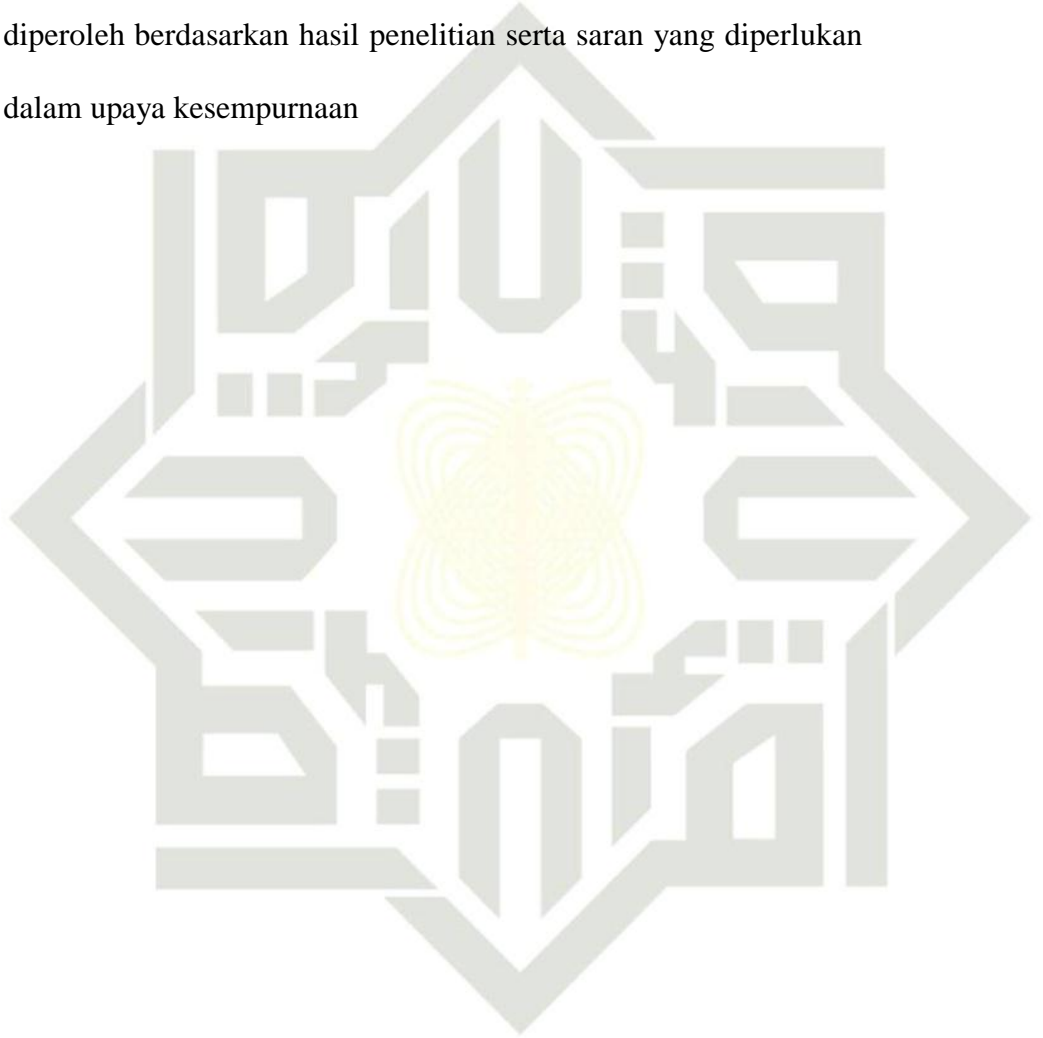 diperoleh berdasarkan hasil penelitian serta saran yang diperlukan
dalam upaya kesempurnaan